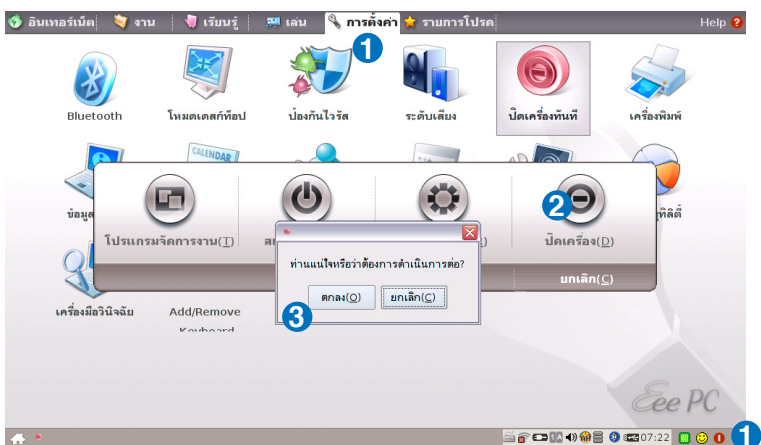 อินเทอร์เน็ต งาน เรียนรู้ เล่น การตั้งค่า รายการโปรด Help
1
Bluetooth โหมดเดสก์ท็อป ป้องกันไวรัส ระดับเสียง ปิดเครื่องทันที เครื่องพิมพ์
CALENDAR
2
โปรแกรมจัดการงาน(T) ปิดเครื่อง(D)
ท่านแน่ใจหรือว่าต้องการดำเนินการต่อ?
ยกเลิก(C)
ตกลง(O) ยกเลิก(C)
3
เครื่องมือวินิจฉัย Add/Remove
Keyboard
Eee PC
07:22
1